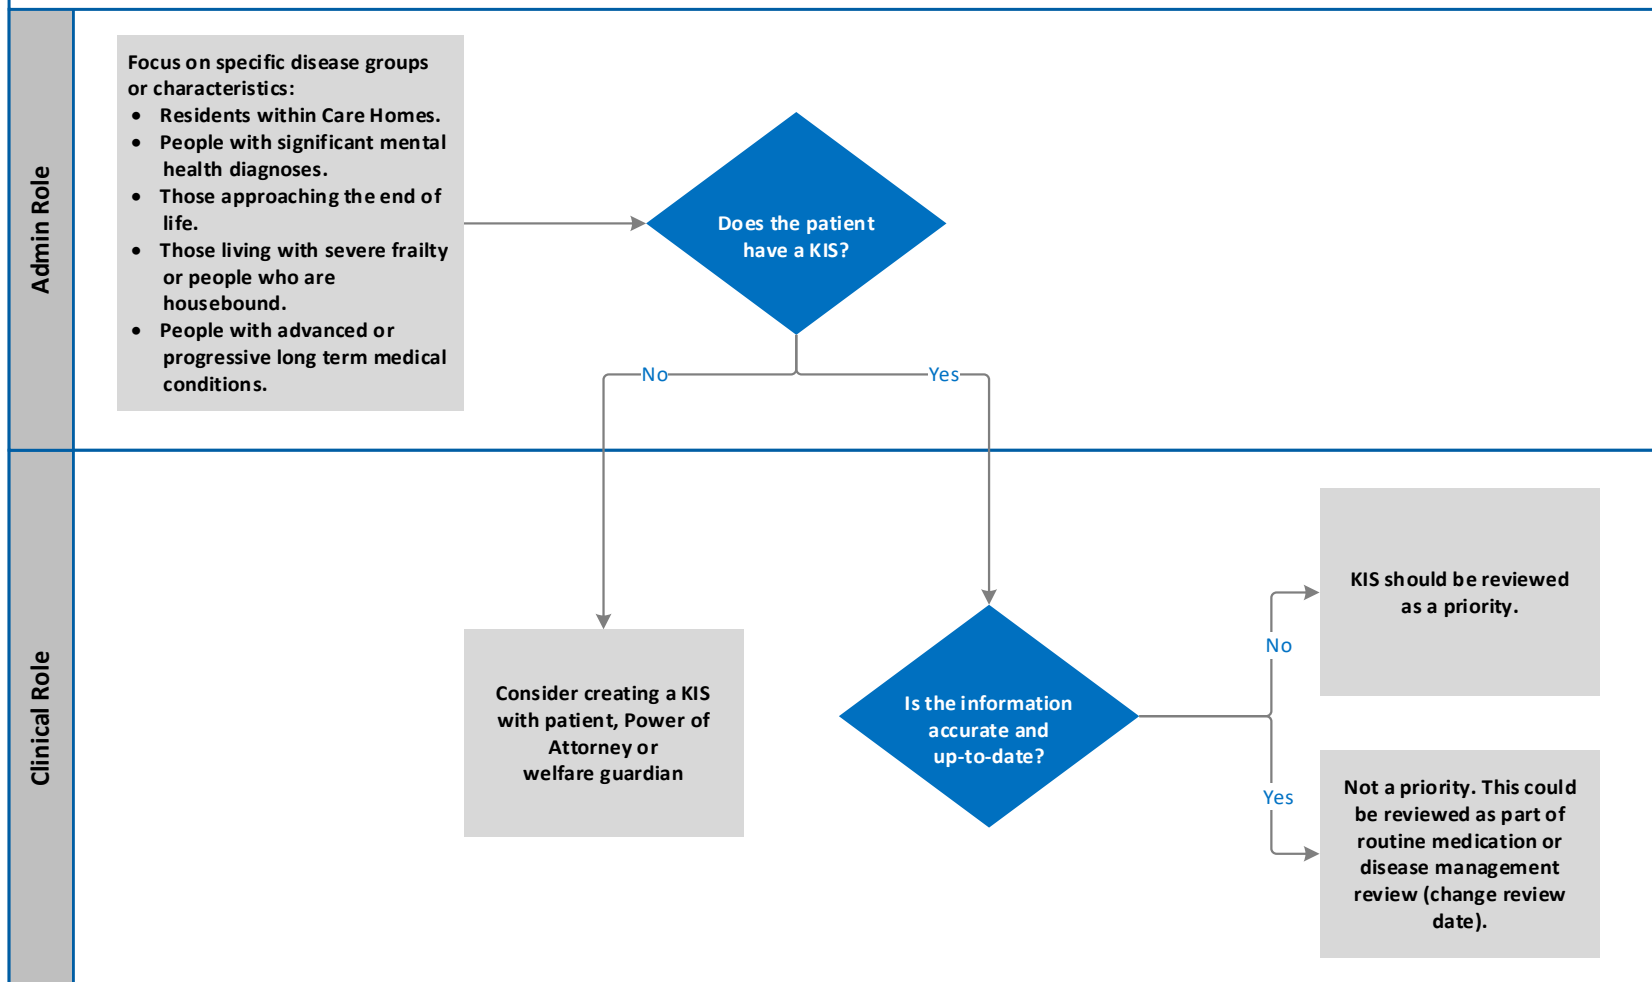 Admin Role
Focus on specific disease groups
or characteristics:
• Residents within Care Homes.
• People with significant mental
health diagnoses.
• Those approaching the end of
life.
• Those living with severe frailty
or people who are
housebound.
• People with advanced or
progressive long term medical
conditions.
Does the patient
have a KIS?
No
Yes
Clinical Role
Consider creating a KIS
with patient, Power of
Attorney or
welfare guardian
Is the information
accurate and
up-to-date?
No
Yes
KIS should be reviewed
as a priority.
Not a priority. This could
be reviewed as part of
routine medication or
disease management
review (change review
date).